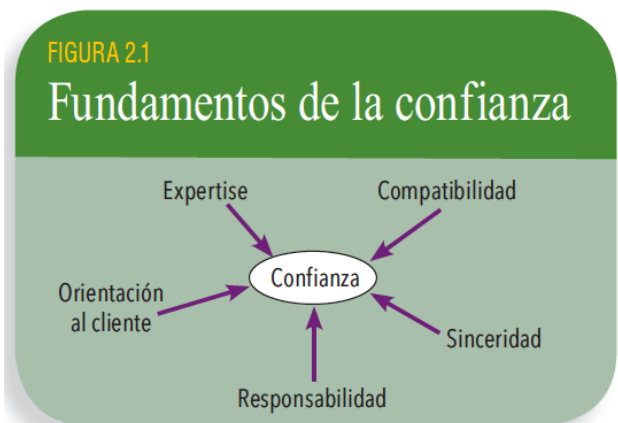 FIGURA 2.1
Fundamentos de la confianza
Expertise
Compatibilidad
Confianza
Orientación
al cliente
Sinceridad
Responsabilidad